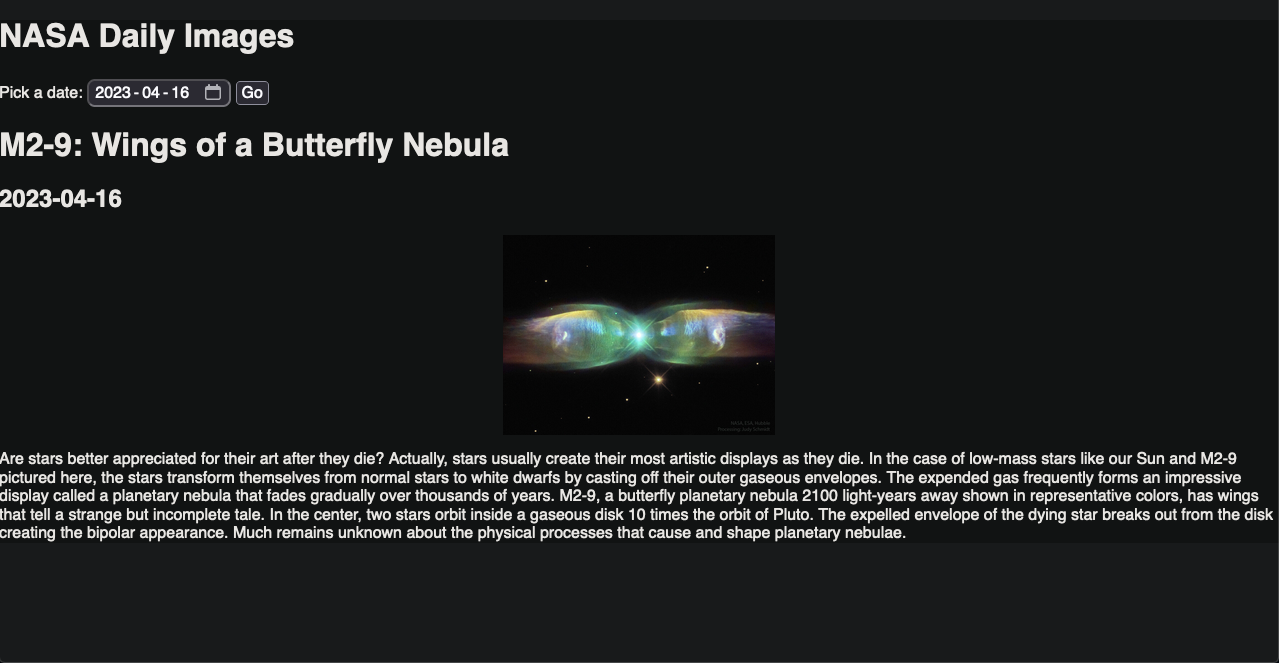 NASA Daily Images
Pick a date: 2023-04-16 Go
M2-9: Wings of a Butterfly Nebula
2023-04-16
Are stars better appreciated for their art after they die? Actually, stars usually create their most artistic displays as they die. In the case of low-mass stars like our Sun and M2-9
pictured here, the stars transform themselves from normal stars to white dwarfs by casting off their outer gaseous envelopes. The expended gas frequently forms an impressive
display called a planetary nebula that fades gradually over thousands of years. M2-9, a butterfly planetary nebula 2100 light-years away shown in representative colors, has wings
that tell a strange but incomplete tale. In the center, two stars orbit inside a gaseous disk 10 times the orbit of Pluto. The expelled envelope of the dying star breaks out from the disk
creating the bipolar appearance. Much remains unknown about the physical processes that cause and shape planetary nebulae.